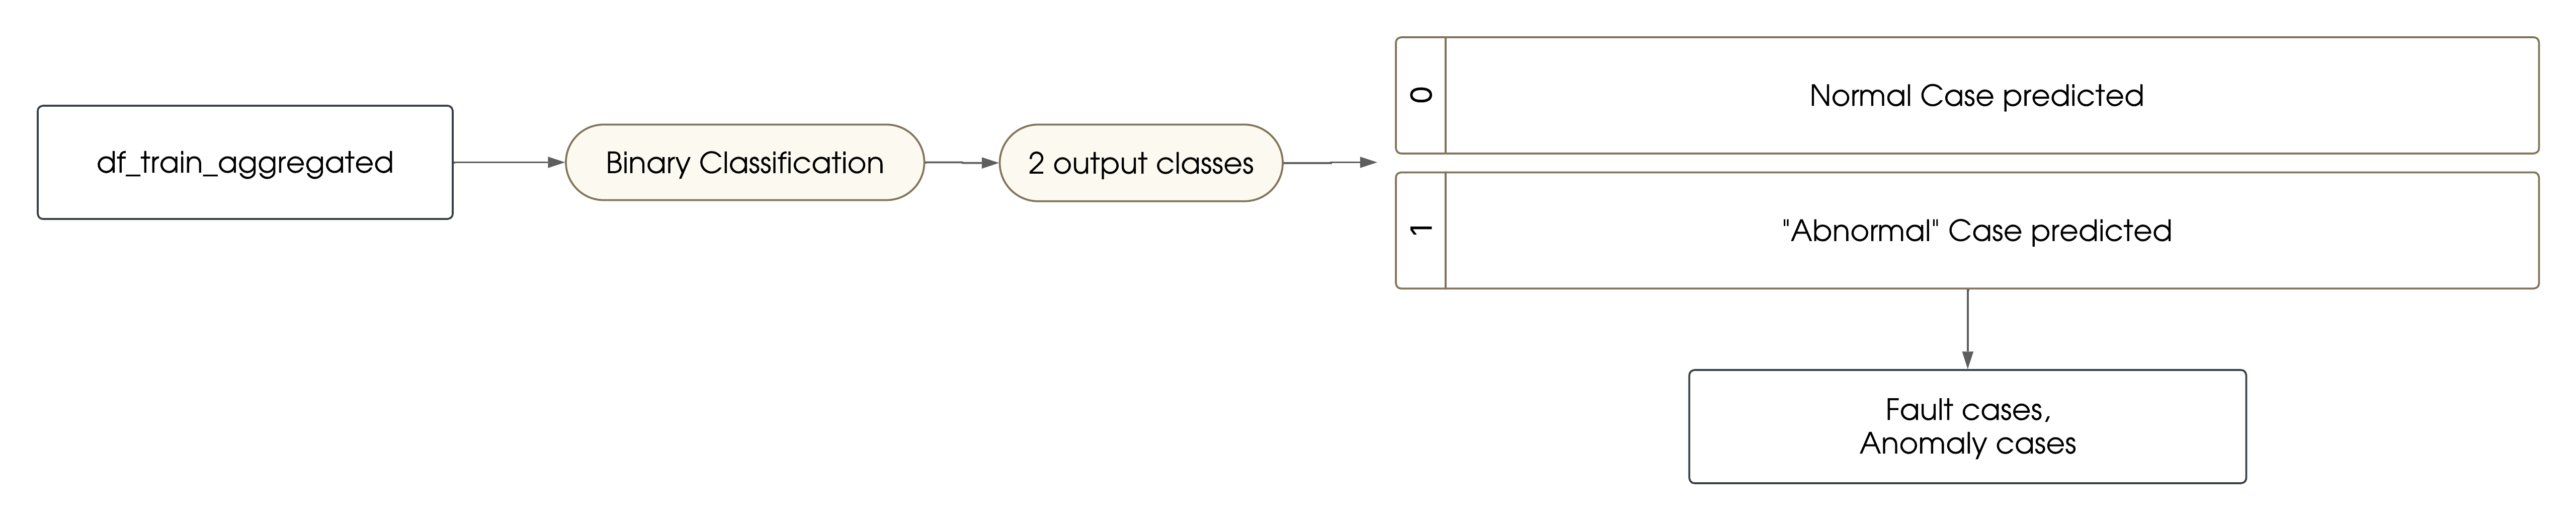 df_train_aggregated
Binary Classification
2 output classes
0
Normal Case predicted
1
"Abnormal" Case predicted
Fault cases,
Anomaly cases